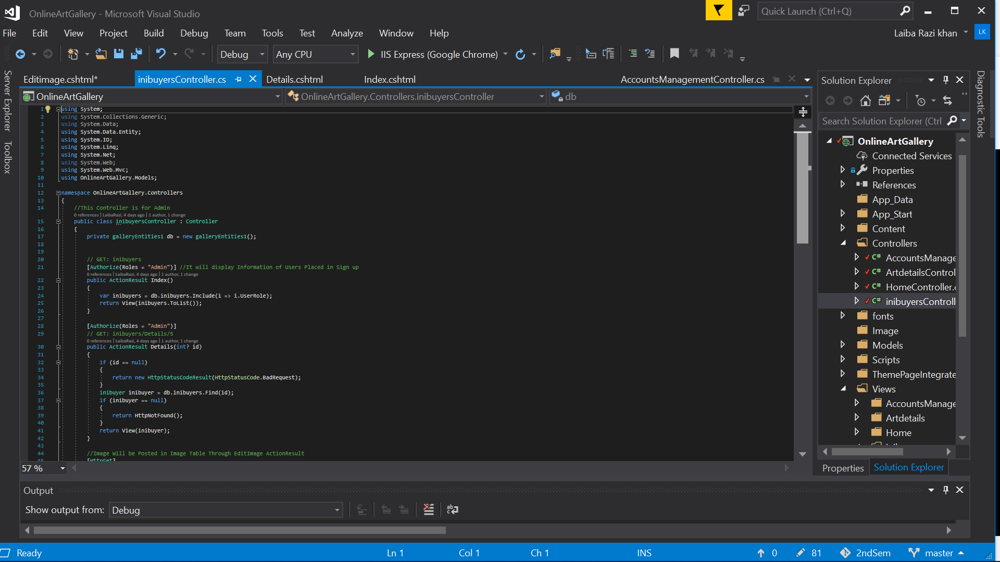 OnlineArtGallery - Microsoft Visual Studio
Quick Launch (Ctrl+Q)
File Edit View Project Build Debug Team Tools Test Analyze Window Help
Laiba Razi khan LK
Debug Any CPU IIS Express (Google Chrome)
Server Explorer
Toolbox
Editimage.cshtml* inibuyersController.cs Details.cshtml Index.cshtml AccountsManagementController.cs
OnlineArtGallery OnlineArtGallery.Controllers.inibuyersController db
1 using System;
2 using System.Collections.Generic;
3 using System.Data;
4 using System.Data.Entity;
5 using System.IO;
6 using System.Linq;
7 using System.Net;
8 using System.Web;
9 using System.Web.Mvc;
10 using OnlineArtGallery.Models;
11
12 namespace OnlineArtGallery.Controllers
13 {
14 //This Controller is for Admin
0 references | LaibaRazi, 4 days ago | 1 author, 1 change
15 public class inibuyersController : Controller
16 {
17 private galleryEntities1 db = new galleryEntities1();
18
19
20 // GET: inibuyers
21 [Authorize(Roles = "Admin")] //It will display Information of Users Placed in Sign up
0 references | LaibaRazi, 4 days ago | 1 author, 1 change
22 public ActionResult Index()
23 {
24 var inibuyers = db.inibuyers.Include(i => i.UserRole);
25 return View(inibuyers.ToList());
26 }
27
28 [Authorize(Roles = "Admin")]
29 // GET: inibuyers/Details/5
0 references | LaibaRazi, 4 days ago | 1 author, 1 change
30 public ActionResult Details(int? id)
31 {
32 if (id == null)
33 {
34 return new HttpStatusCodeResult(HttpStatusCode.BadRequest);
35 }
36 inibuyer inibuyer = db.inibuyers.Find(id);
37 if (inibuyer == null)
38 {
39 return HttpNotFound();
40 }
41 return View(inibuyer);
42 }
43
44 //Image Will be Posted in Image Table Through EditImage ActionResult
45 [HttpGet]
57 %
Solution Explorer
Search Solution Explorer (Ctrl
OnlineArtGallery
Connected Services
Properties
References
App_Data
App_Start
Content
Controllers
C# AccountsManage
C# ArtdetailsControl
C# HomeController.c
C# inibuyersControll
fonts
Image
Models
Scripts
ThemePageIntegrate
Views
AccountsManage
Artdetails
Home
Properties Solution Explorer
Diagnostic Tools
Output
Show output from: Debug
Ready Ln 1 Col 1 Ch 1 INS 0 81 2ndSem master